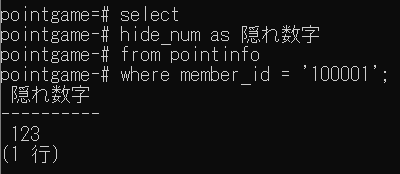 pointgame=# select
pointgame-# hide_num as 隠れ数字
pointgame-# from pointinfo
pointgame-# where member_id = '100001';
 隠れ数字
----------
 123
(1 行)